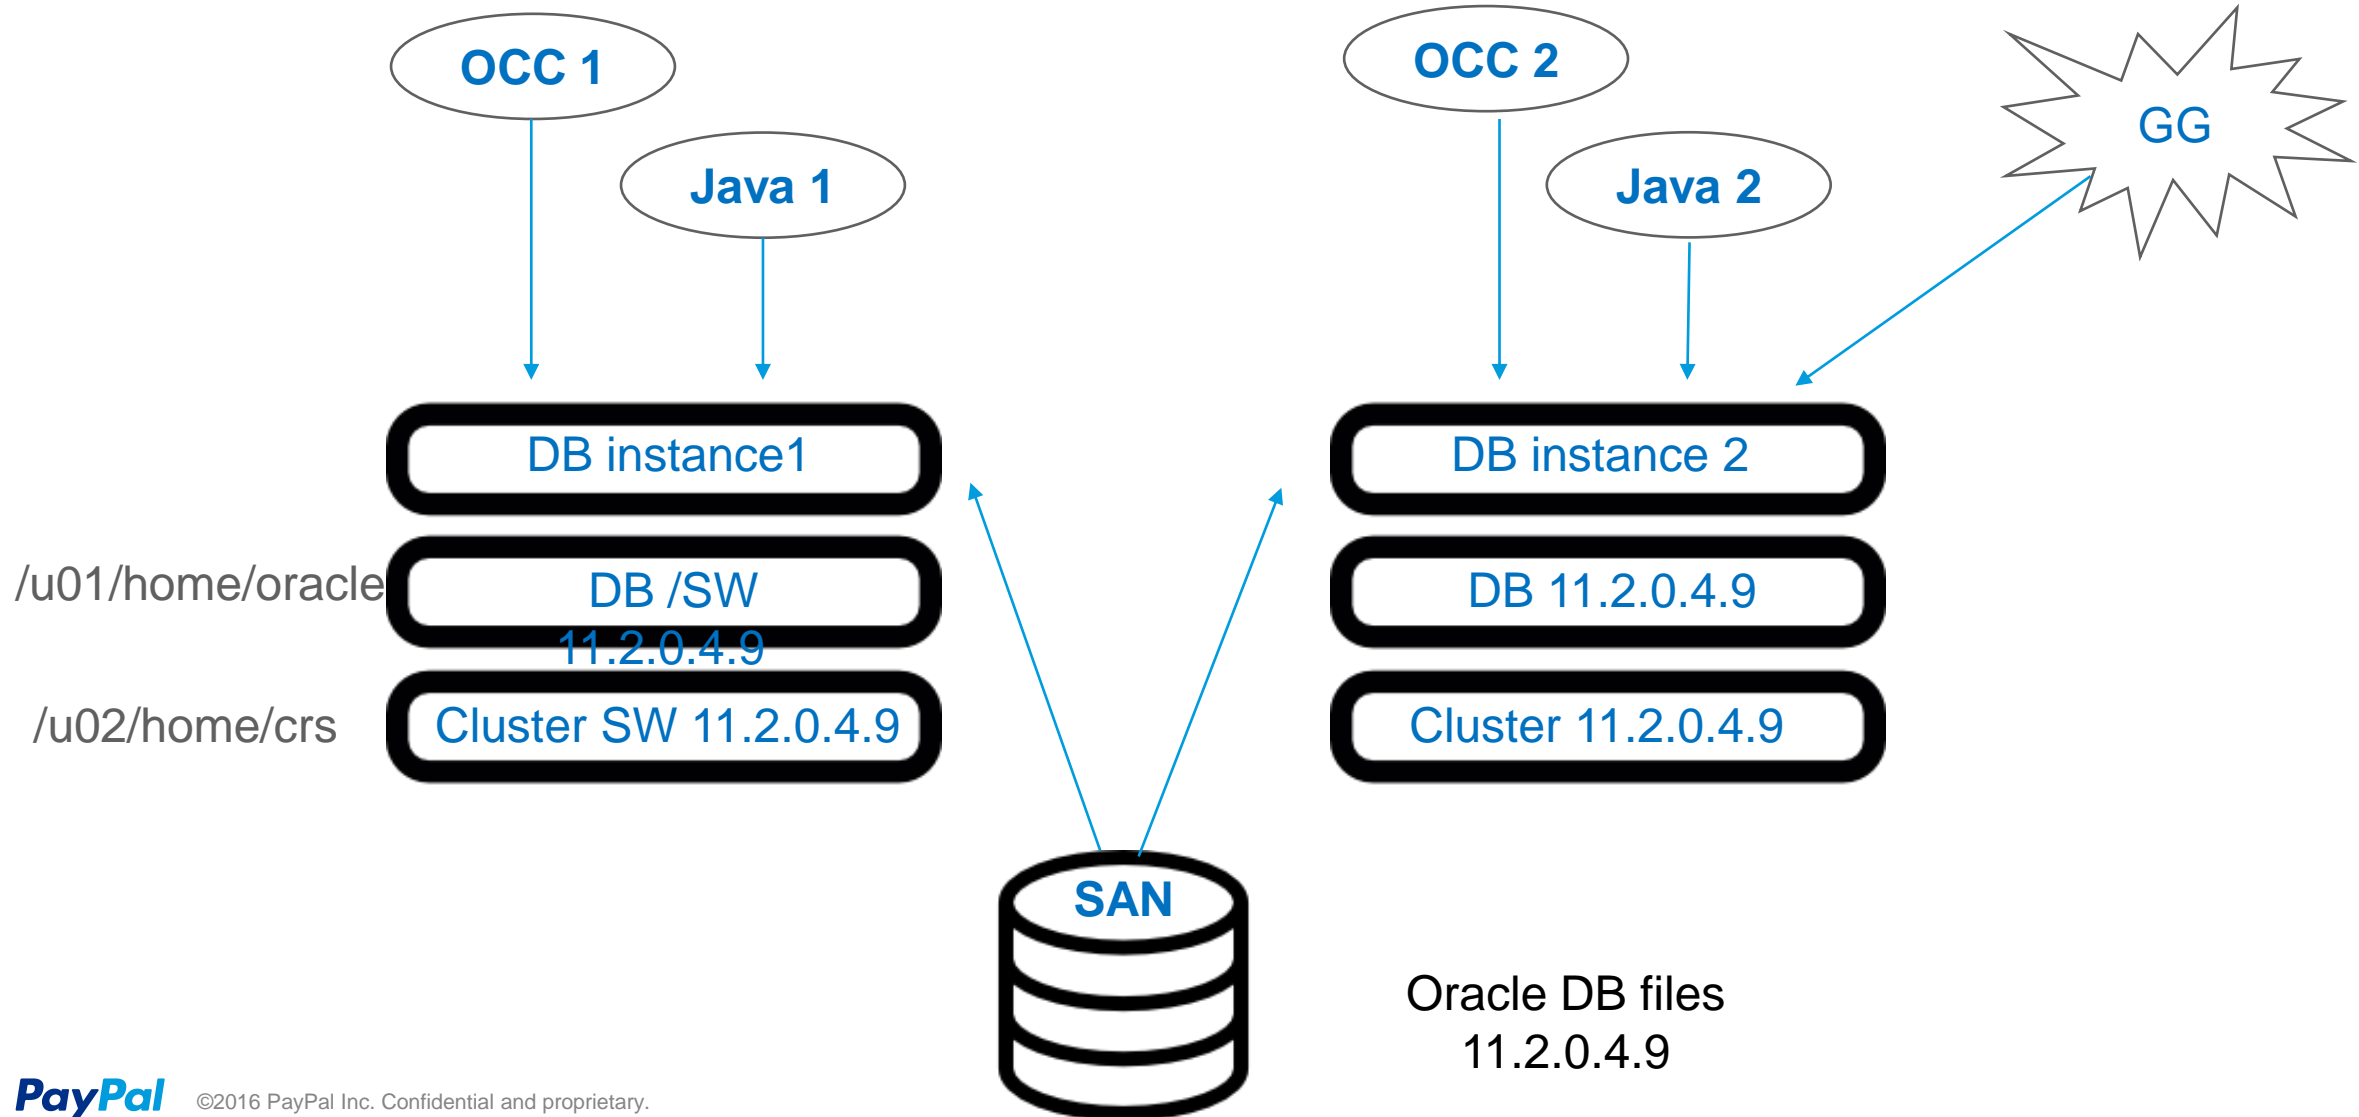 OCC 1
OCC 2
GG
Java 1
Java 2
DB instance1
DB instance 2
/u01/home/oracle
DB /SW
11.2.0.4.9
DB 11.2.0.4.9
/u02/home/crs
Cluster SW 11.2.0.4.9
Cluster 11.2.0.4.9
SAN
Oracle DB files
11.2.0.4.9
PayPal
©2016 PayPal Inc. Confidential and proprietary.